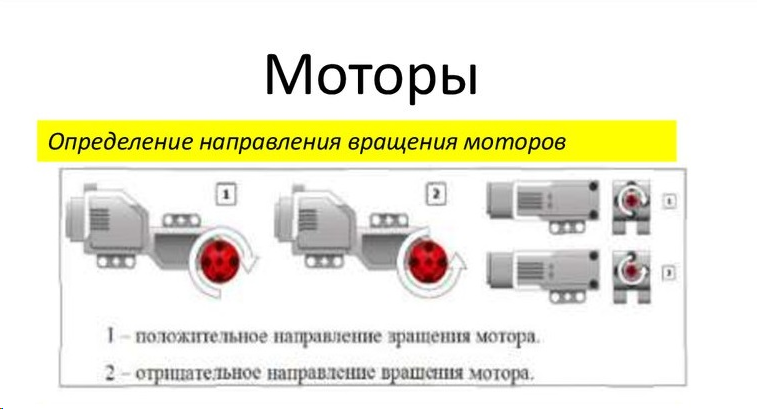 Моторы
Определение направления вращения моторов
1 2 1
2
1 – положительное направление вращения мотора.
2 – отрицательное направление вращения мотора.